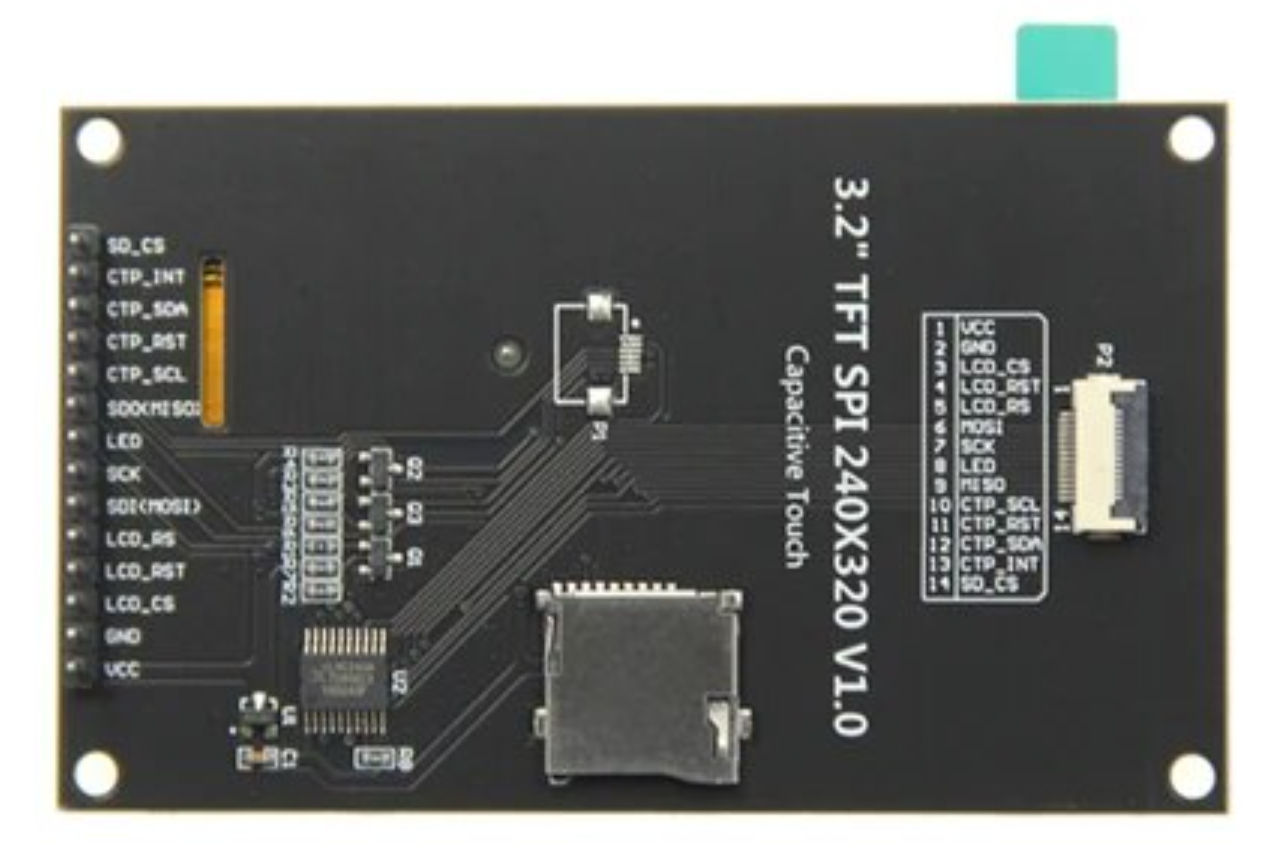 SD_CS
CTP_INT
CTP_SDA
CTP_RST
CTP_SCL
SDO(MISO)
LED
SCK
SDI(MOSI)
LCD_RS
LCD_RST
LCD_CS
GND
VCC
Q2
Q3
Q1
U2
C1
P1
3.2" TFT SPI 240X320 V1.0
Capacitive Touch
1 VCC
2 GND
3 LCD_CS
4 LCD_RST
5 LCD_RS
6 MOSI
7 SCK
8 LED
9 MISO
10 CTP_SCL
11 CTP_RST
12 CTP_SDA
13 CTP_INT
14 SD_CS
P2
1
14